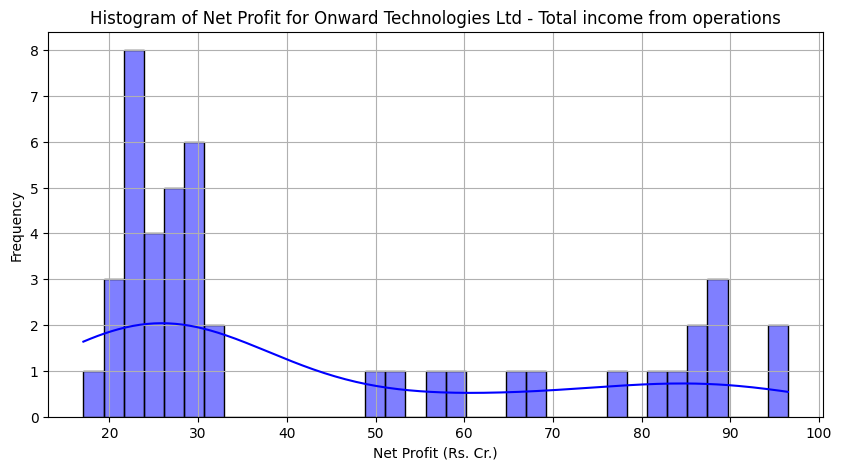 Histogram of Net Profit for Onward Technologies Ltd - Total income from operations
8
7
6
5
4
3
2
1
0
Frequency
20 30 40 50 60 70 80 90 100
Net Profit (Rs. Cr.)